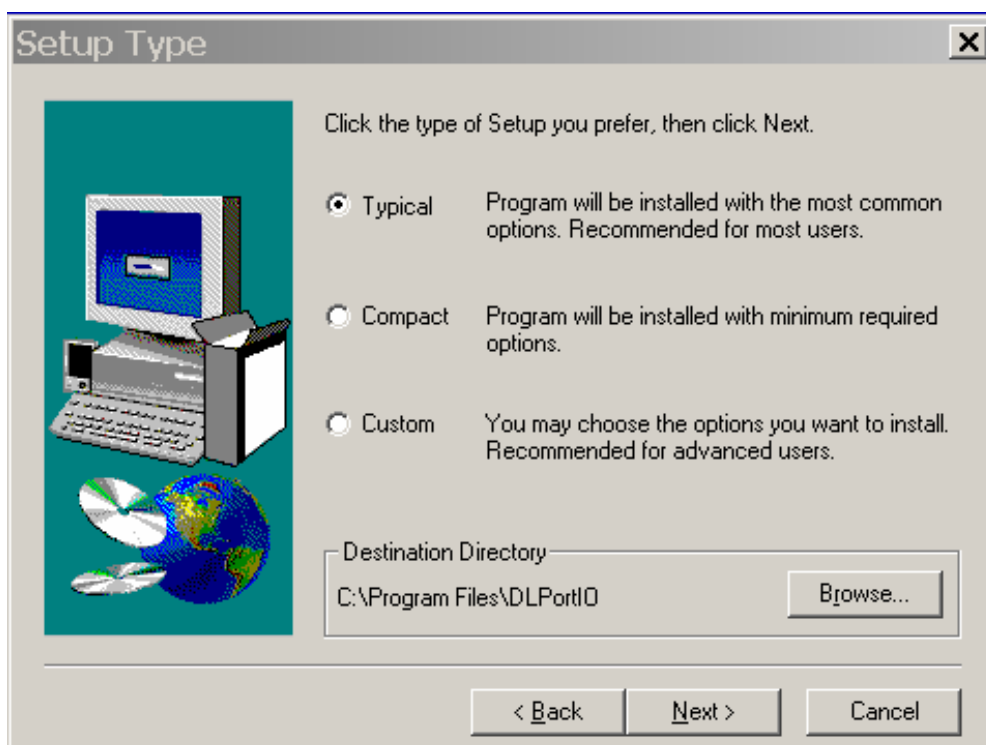 Setup Type
Click the type of Setup you prefer, then click Next.
Typical
Program will be installed with the most common
options. Recommended for most users.
Compact
Program will be installed with minimum required
options.
Custom
You may choose the options you want to install.
Recommended for advanced users.
Destination Directory
C:\Program Files\DLPortIO
Browse...
< Back
Next >
Cancel